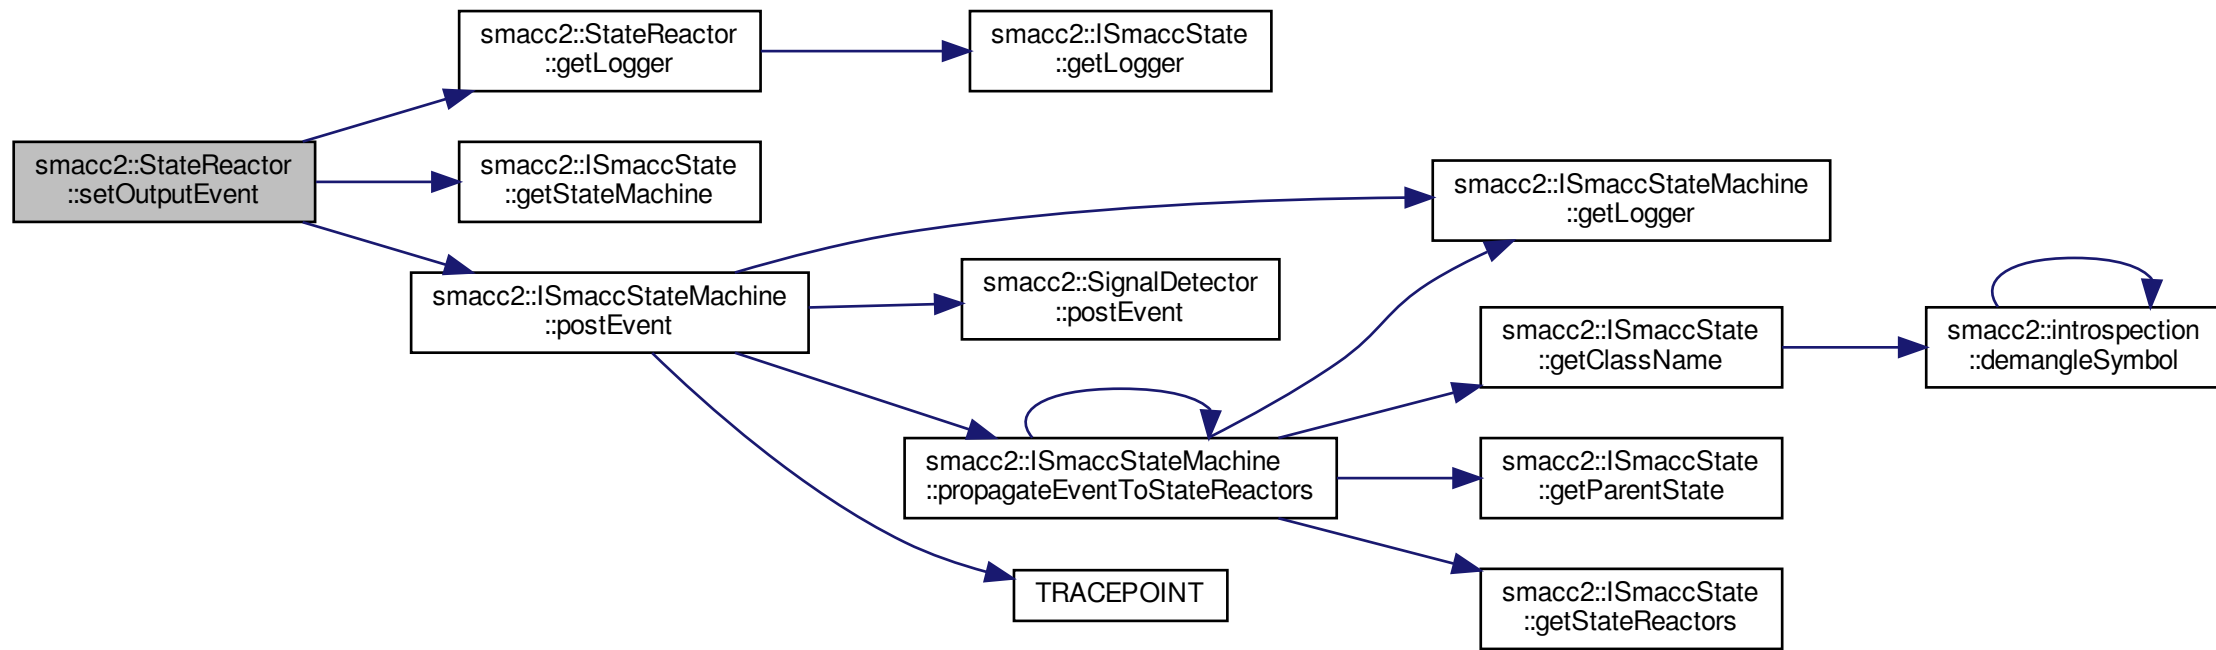 smacc2::StateReactor
::setOutputEvent
smacc2::StateReactor
::getLogger
smacc2::ISmaccState
::getLogger
smacc2::ISmaccState
::getStateMachine
smacc2::ISmaccStateMachine
::postEvent
smacc2::ISmaccStateMachine
::getLogger
smacc2::SignalDetector
::postEvent
smacc2::ISmaccStateMachine
::propagateEventToStateReactors
smacc2::ISmaccState
::getClassName
smacc2::introspection
::demangleSymbol
smacc2::ISmaccState
::getParentState
smacc2::ISmaccState
::getStateReactors
TRACEPOINT